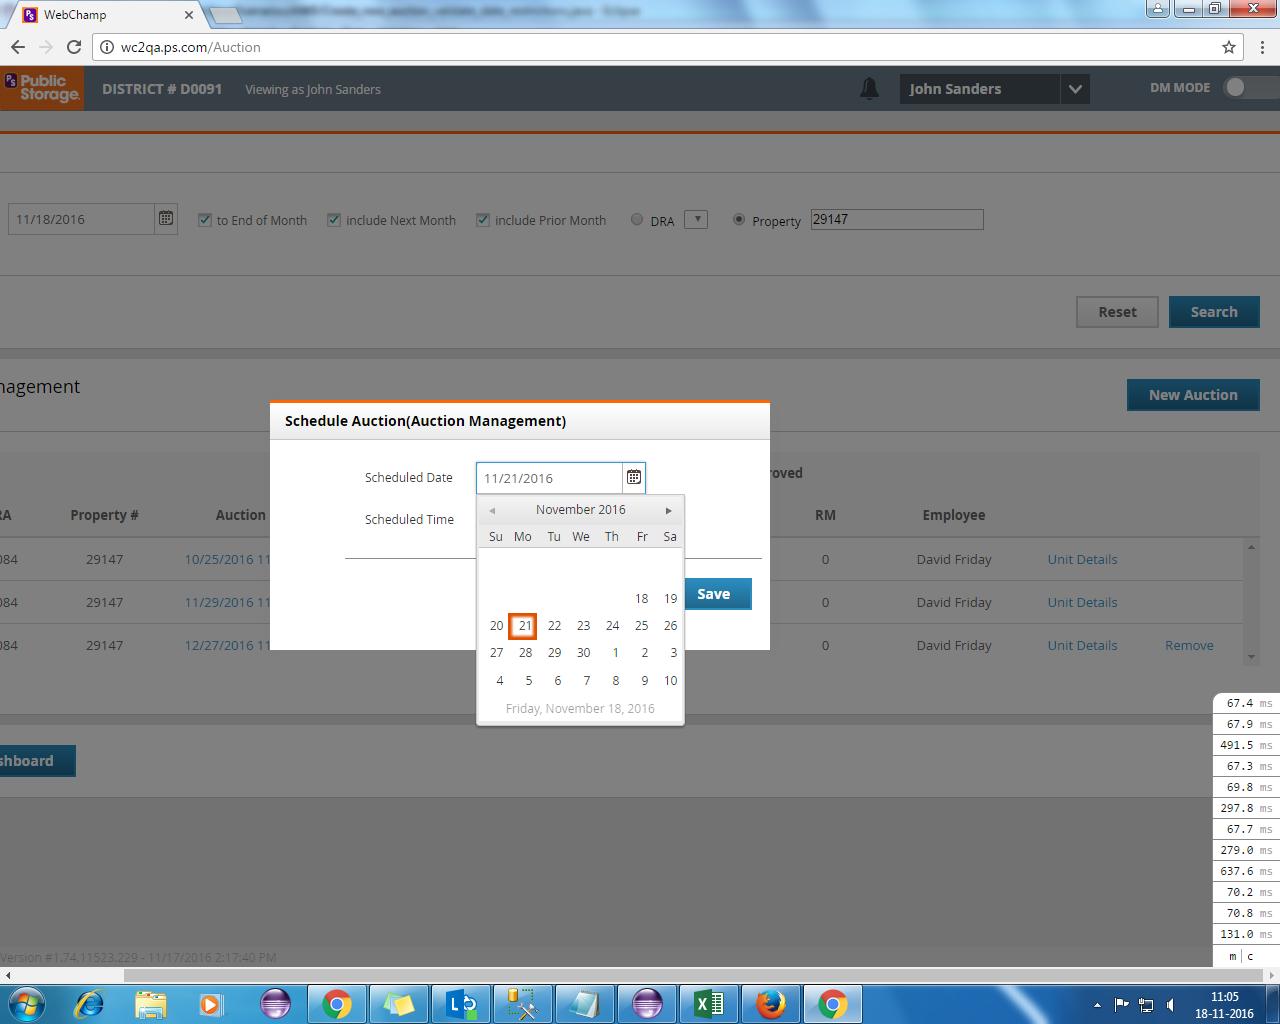 WebChamp
wc2qa.ps.com/Auction
PS Public Storage.
DISTRICT # D0091
Viewing as John Sanders
John Sanders
DM MODE
11/18/2016
to End of Month
include Next Month
include Prior Month
DRA
Property
29147
Reset
Search
nagement
New Auction
Schedule Auction(Auction Management)
Scheduled Date
11/21/2016
Scheduled Time
November 2016
Su Mo Tu We Th Fr Sa
18 19
20 21 22 23 24 25 26
27 28 29 30 1 2 3
4 5 6 7 8 9 10
Friday, November 18, 2016
Save
oved
RA Property # Auction RM Employee
084 29147 10/25/2016 11 0 David Friday Unit Details
084 29147 11/29/2016 11 0 David Friday Unit Details
084 29147 12/27/2016 11 0 David Friday Unit Details Remove
shboard
67.4 ms
67.9 ms
491.5 ms
67.3 ms
69.8 ms
297.8 ms
67.7 ms
279.0 ms
637.6 ms
70.2 ms
70.8 ms
131.0 ms
m | c
Version #1.74.11523.229 - 11/17/2016 2:17:40 PM
11:05
18-11-2016